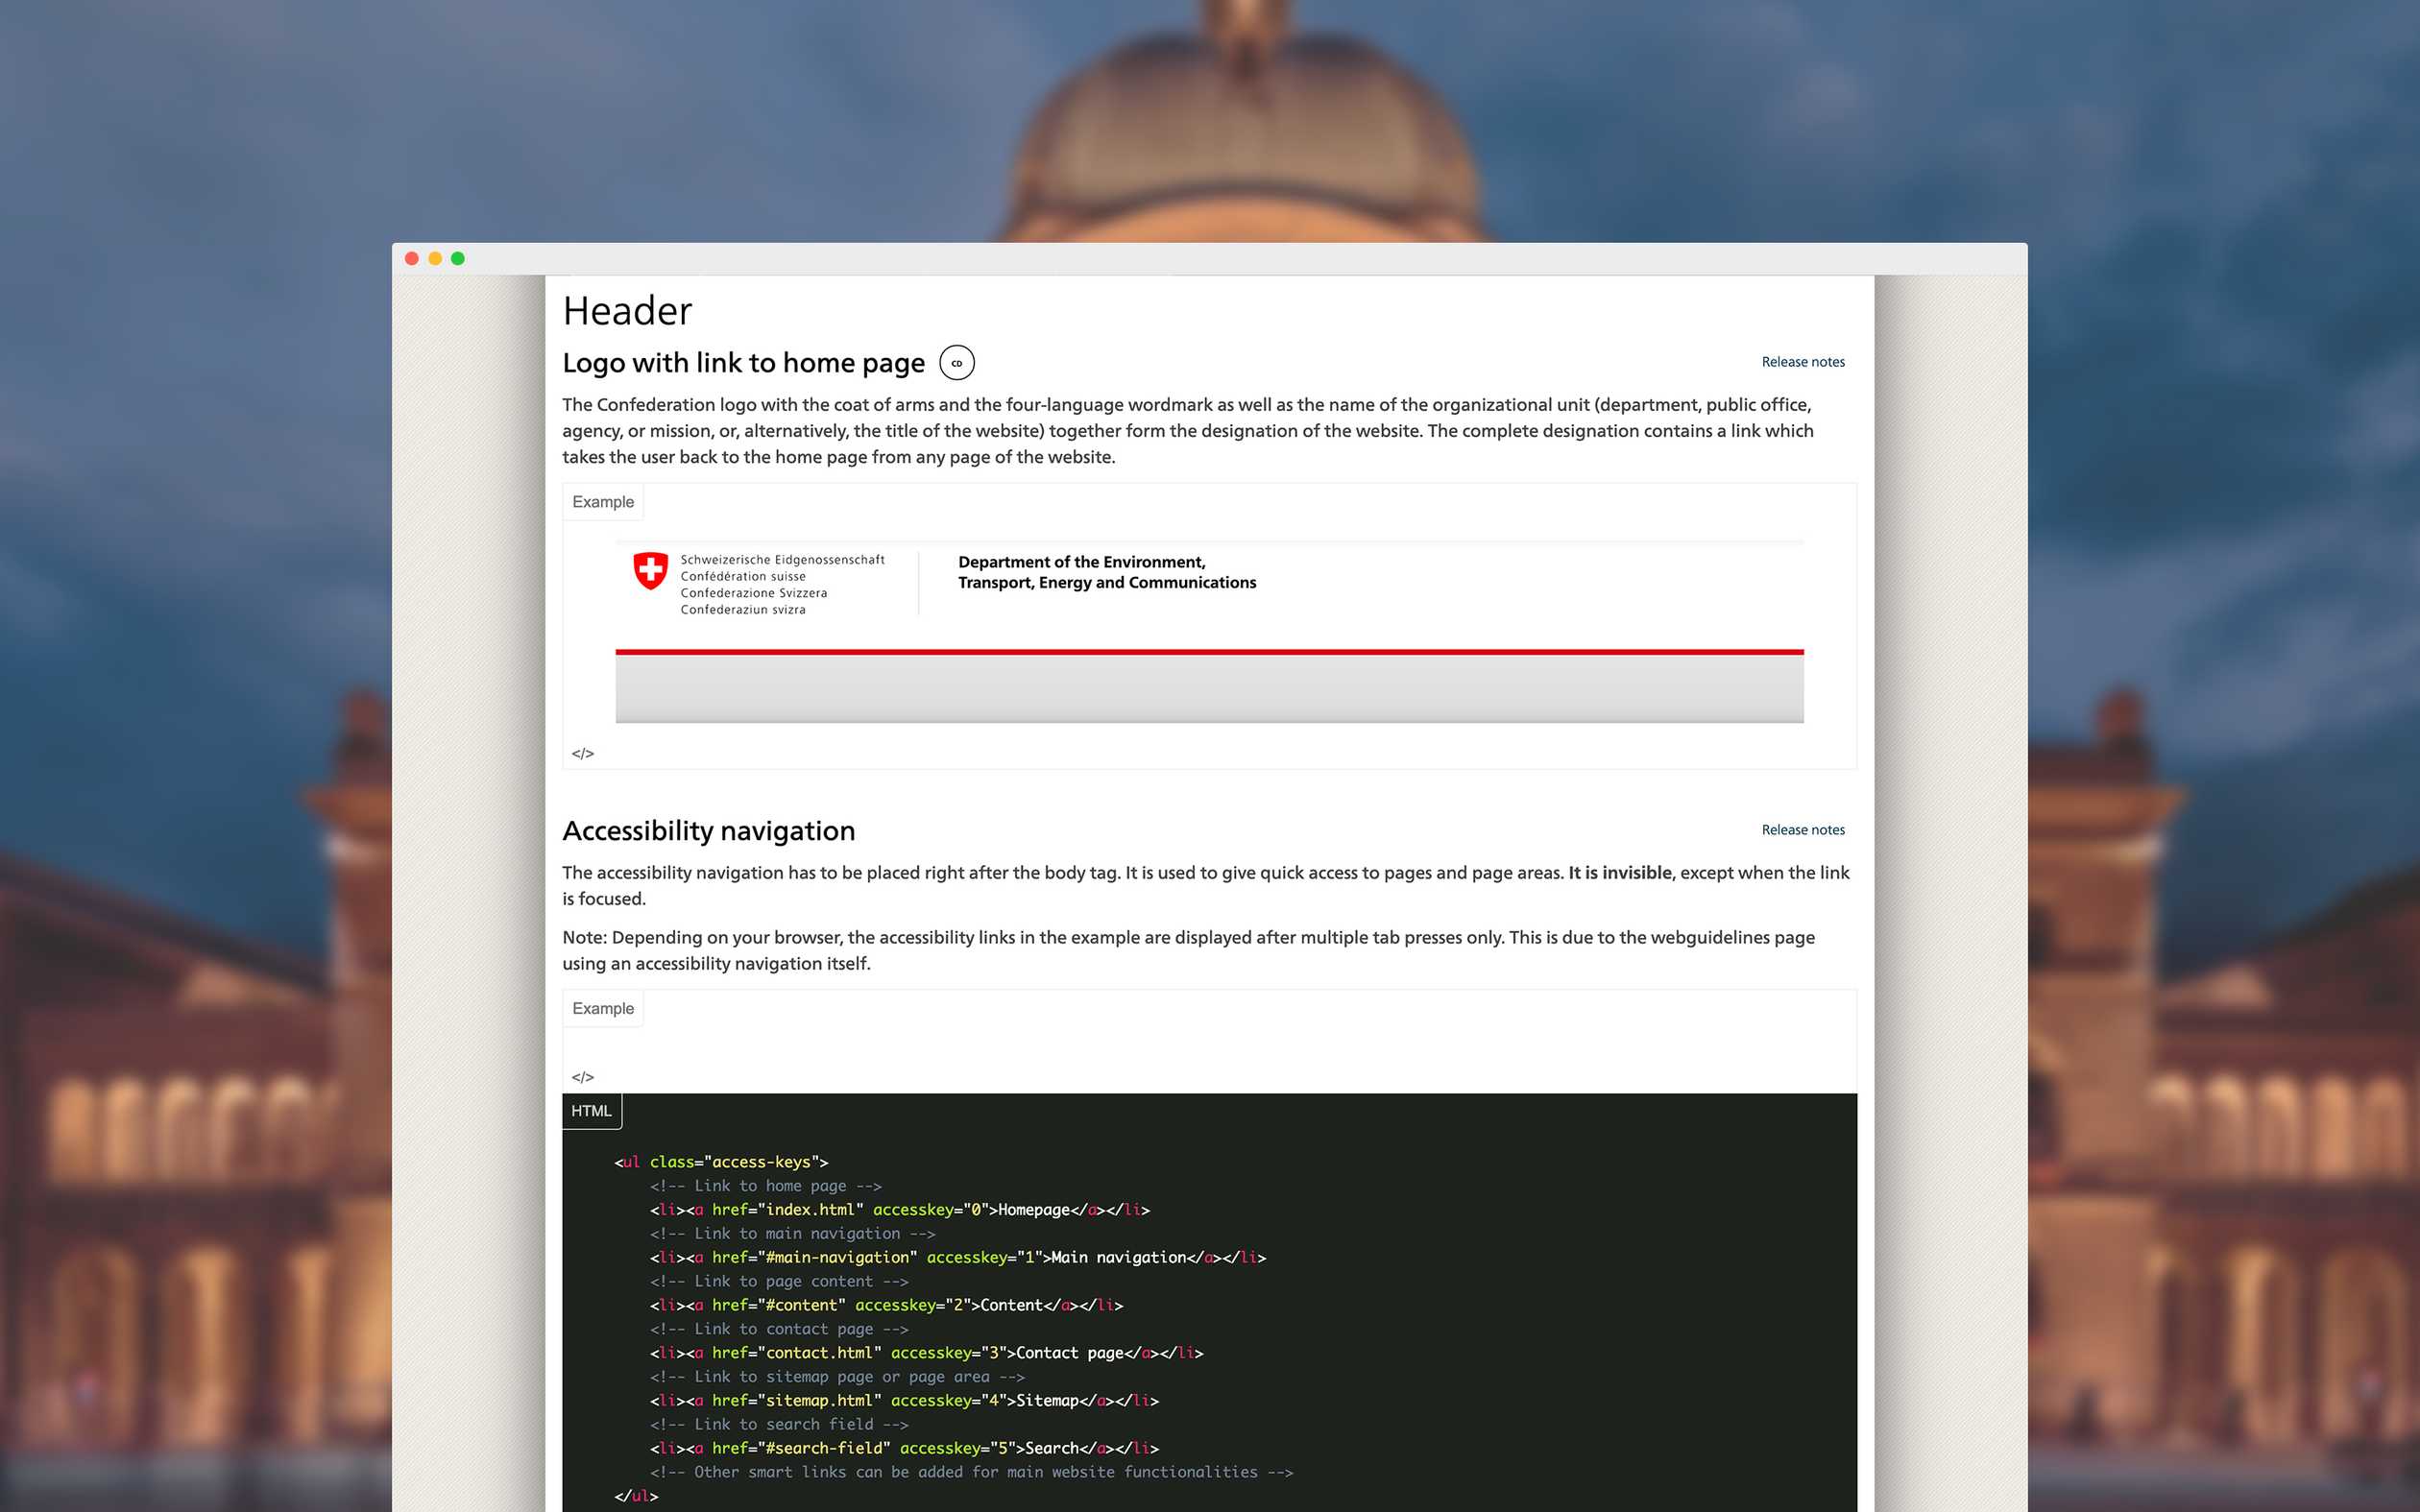 Header
Logo with link to home page CD Release notes
The Confederation logo with the coat of arms and the four-language wordmark as well as the name of the organizational unit (department, public office,
agency, or mission, or, alternatively, the title of the website) together form the designation of the website. The complete designation contains a link which
takes the user back to the home page from any page of the website.
Example
Schweizerische Eidgenossenschaft
Confédération suisse
Confederazione Svizzera
Confederaziun svizra
Department of the Environment,
Transport, Energy and Communications
</>
Accessibility navigation Release notes
The accessibility navigation has to be placed right after the body tag. It is used to give quick access to pages and page areas. It is invisible, except when the link
is focused.
Note: Depending on your browser, the accessibility links in the example are displayed after multiple tab presses only. This is due to the webguidelines page
using an accessibility navigation itself.
Example
</>
HTML
<ul class="access-keys">
<!-- Link to home page -->
<li><a href="index.html" accesskey="0">Homepage</a></li>
<!-- Link to main navigation -->
<li><a href="#main-navigation" accesskey="1">Main navigation</a></li>
<!-- Link to page content -->
<li><a href="#content" accesskey="2">Content</a></li>
<!-- Link to contact page -->
<li><a href="contact.html" accesskey="3">Contact page</a></li>
<!-- Link to sitemap page or page area -->
<li><a href="sitemap.html" accesskey="4">Sitemap</a></li>
<!-- Link to search field -->
<li><a href="#search-field" accesskey="5">Search</a></li>
<!-- Other smart links can be added for main website functionalities -->
</ul>